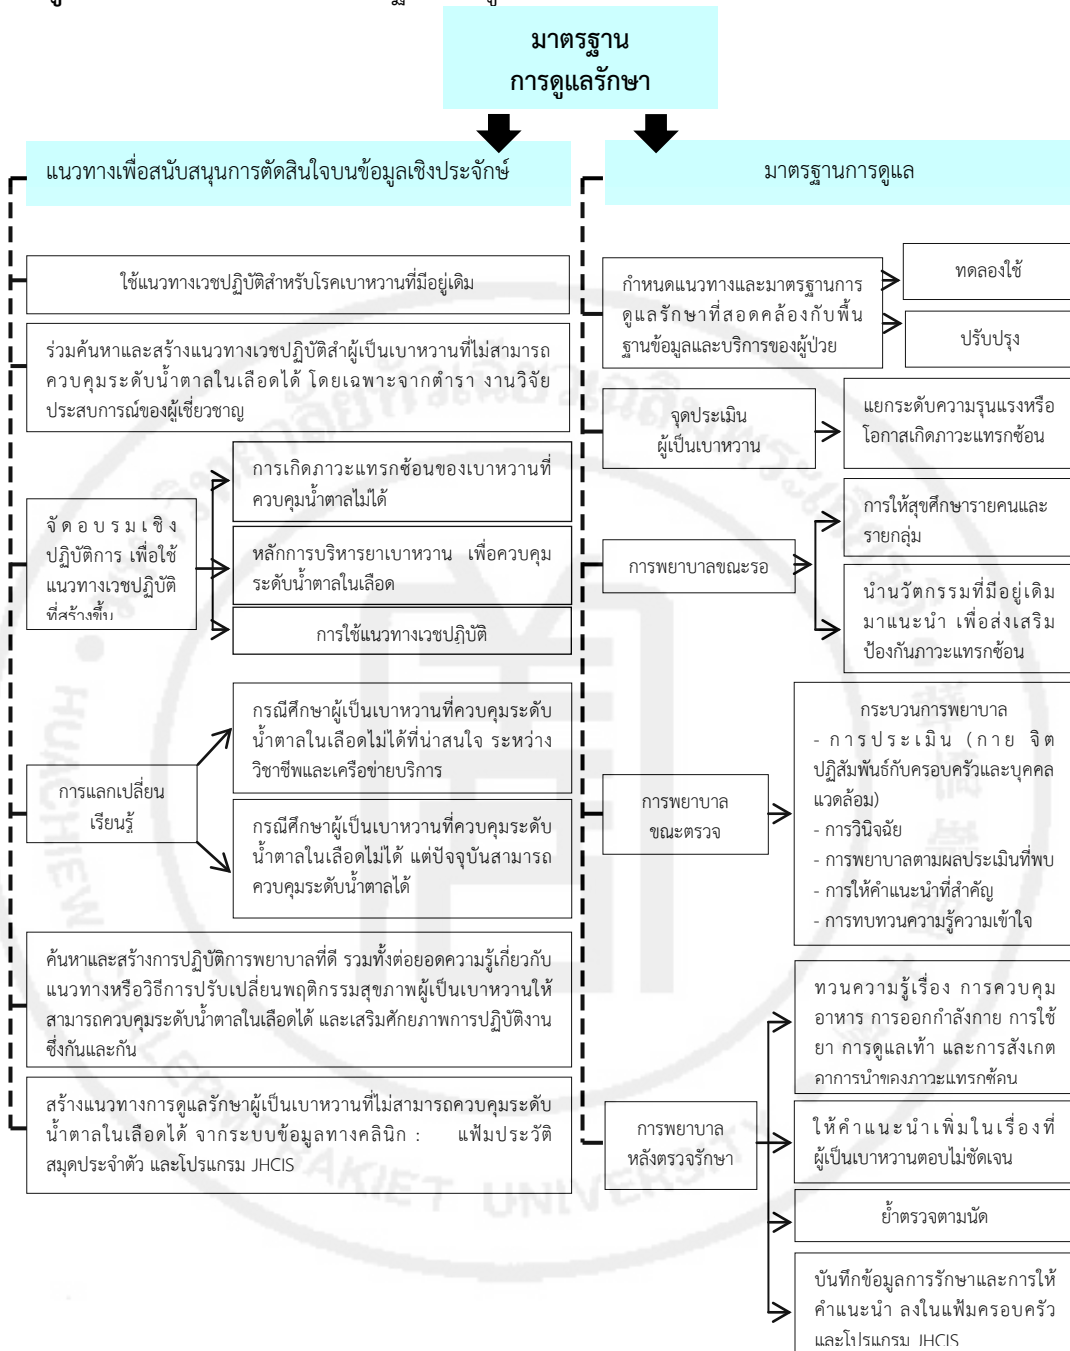 มาตรฐาน
การดูแลรักษา
แนวทางเพื่อสนับสนุนการตัดสินใจบนข้อมูลเชิงประจักษ์
ใช้แนวทางเวชปฏิบัติสำหรับโรคเบาหวานที่มีอยู่เดิม
ร่วมค้นหาและสร้างแนวทางเวชปฏิบัติสำผู้เป็นเบาหวานที่ไม่สามารถ
ควบคุมระดับน้ำตาลในเลือดได้ โดยเฉพาะจากตำรา งานวิจัย
ประสบการณ์ของผู้เชี่ยวชาญ
จัดอบรมเชิง
ปฏิบัติการ เพื่อใช้
แนวทางเวชปฏิบัติ
ที่สร้างขึ้น
การเกิดภาวะแทรกซ้อนของเบาหวานที่
ควบคุมน้ำตาลไม่ได้
หลักการบริหารยาเบาหวาน เพื่อควบคุม
ระดับน้ำตาลในเลือด
การใช้แนวทางเวชปฏิบัติ
การแลกเปลี่ยน
เรียนรู้
กรณีศึกษาผู้เป็นเบาหวานที่ควบคุมระดับ
น้ำตาลในเลือดไม่ได้ที่น่าสนใจ ระหว่าง
วิชาชีพและเครือข่ายบริการ
กรณีศึกษาผู้เป็นเบาหวานที่ควบคุมระดับ
น้ำตาลในเลือดไม่ได้ แต่ปัจจุบันสามารถ
ควบคุมระดับน้ำตาลได้
ค้นหาและสร้างการปฏิบัติการพยาบาลที่ดี รวมทั้งต่อยอดความรู้เกี่ยวกับ
แนวทางหรือวิธีการปรับเปลี่ยนพฤติกรรมสุขภาพผู้เป็นเบาหวานให้
สามารถควบคุมระดับน้ำตาลในเลือดได้ และเสริมศักยภาพการปฏิบัติงาน
ซึ่งกันและกัน
สร้างแนวทางการดูแลรักษาผู้เป็นเบาหวานที่ไม่สามารถควบคุมระดับ
น้ำตาลในเลือดได้ จากระบบข้อมูลทางคลินิก : แฟ้มประวัติ
สมุดประจำตัว และโปรแกรม JHCIS
มาตรฐานการดูแล
กำหนดแนวทางและมาตรฐานการ
ดูแลรักษาที่สอดคล้องกับพื้น
ฐานข้อมูลและบริการของผู้ป่วย
ทดลองใช้
ปรับปรุง
จุดประเมิน
ผู้เป็นเบาหวาน
แยกระดับความรุนแรงหรือ
โอกาสเกิดภาวะแทรกซ้อน
การพยาบาลขณะรอ
การให้สุขศึกษารายคนและ
รายกลุ่ม
นำนวัตกรรมที่มีอยู่เดิม
มาแนะนำ เพื่อส่งเสริม
ป้องกันภาวะแทรกซ้อน
การพยาบาล
ขณะตรวจ
กระบวนการพยาบาล
- การประเมิน (กาย จิต
ปฏิสัมพันธ์กับครอบครัวและบุคคล
แวดล้อม)
- การวินิจฉัย
- การพยาบาลตามผลประเมินที่พบ
- การให้คำแนะนำที่สำคัญ
- การทบทวนความรู้ความเข้าใจ
การพยาบาล
หลังตรวจรักษา
ทวนความรู้เรื่อง การควบคุม
อาหาร การออกกำลังกาย การใช้
ยา การดูแลเท้า และการสังเกต
อาการนำของภาวะแทรกซ้อน
ให้คำแนะนำเพิ่มในเรื่องที่
ผู้เป็นเบาหวานตอบไม่ชัดเจน
ย้ำตรวจตามนัด
บันทึกข้อมูลการรักษาและการให้
คำแนะนำ ลงในแฟ้มครอบครัว
และโปรแกรม JHCIS
HUACHIEW CHALERMPRAKIET UNIVERSITY